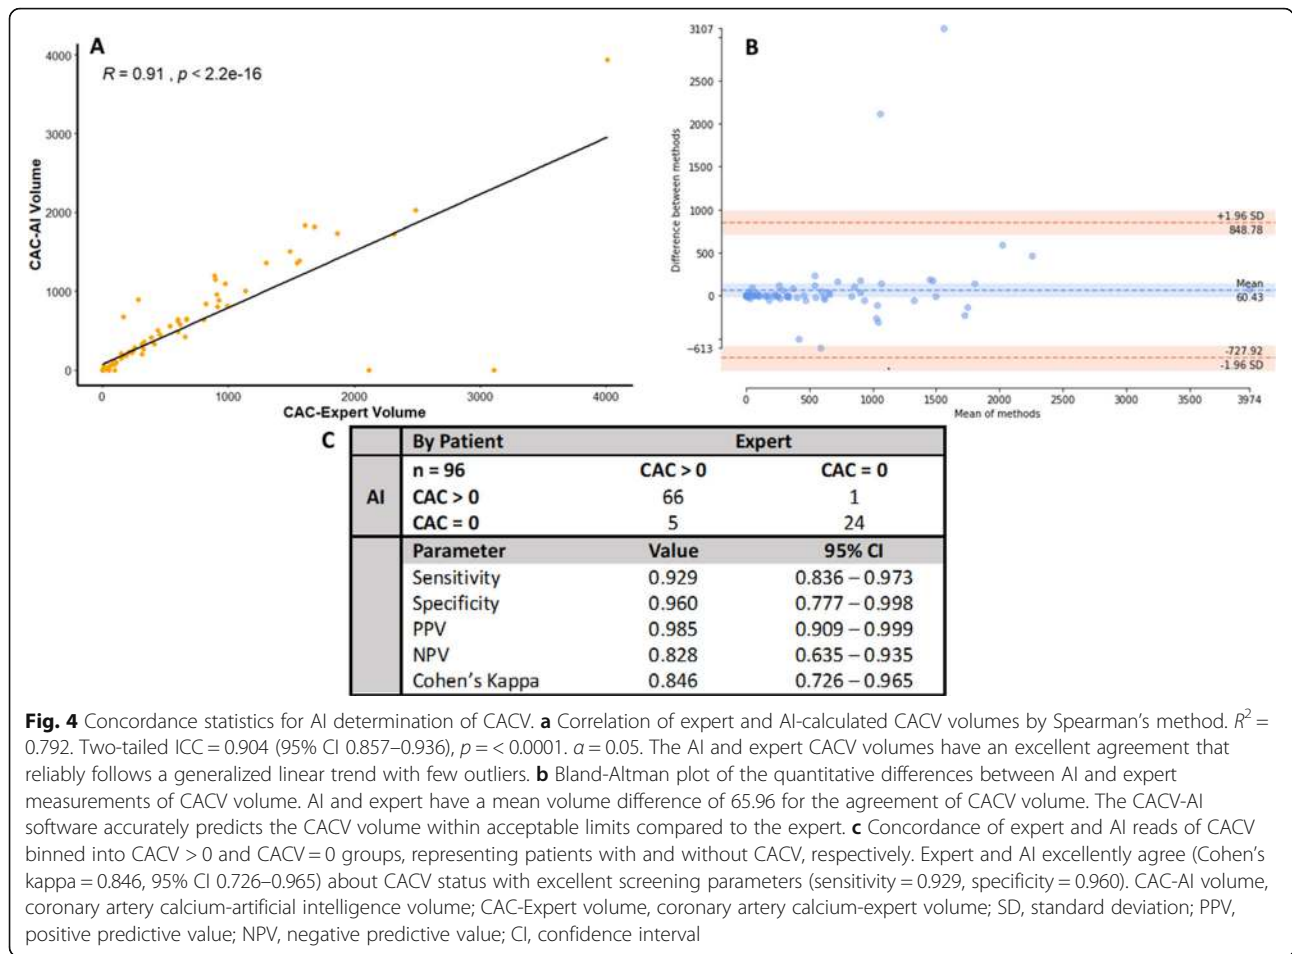 A
R = 0.91 , p < 2.2e-16
4000
3000
2000
1000
0
CAC-AI Volume
0 1000 2000 3000 4000
CAC-Expert Volume
B
3107
2500
2000
1500
1000
500
0
−613
Difference between methods
+1.96 SD
848.78
Mean
60.43
-727.92
-1.96 SD
0 500 1000 1500 2000 2500 3000 3500 3974
Mean of methods
C
By Patient Expert
n = 96 CAC > 0 CAC = 0
AI CAC > 0 66 1
CAC = 0 5 24
Parameter Value 95% CI
Sensitivity 0.929 0.836 – 0.973
Specificity 0.960 0.777 – 0.998
PPV 0.985 0.909 – 0.999
NPV 0.828 0.635 – 0.935
Cohen's Kappa 0.846 0.726 – 0.965
Fig. 4 Concordance statistics for AI determination of CACV. a Correlation of expert and AI-calculated CACV volumes by Spearman's method. R² =
0.792. Two-tailed ICC = 0.904 (95% CI 0.857–0.936), p = < 0.0001. α = 0.05. The AI and expert CACV volumes have an excellent agreement that
reliably follows a generalized linear trend with few outliers. b Bland-Altman plot of the quantitative differences between AI and expert
measurements of CACV volume. AI and expert have a mean volume difference of 65.96 for the agreement of CACV volume. The CACV-AI
software accurately predicts the CACV volume within acceptable limits compared to the expert. c Concordance of expert and AI reads of CACV
binned into CACV > 0 and CACV = 0 groups, representing patients with and without CACV, respectively. Expert and AI excellently agree (Cohen's
kappa = 0.846, 95% CI 0.726–0.965) about CACV status with excellent screening parameters (sensitivity = 0.929, specificity = 0.960). CAC-AI volume,
coronary artery calcium-artificial intelligence volume; CAC-Expert volume, coronary artery calcium-expert volume; SD, standard deviation; PPV,
positive predictive value; NPV, negative predictive value; CI, confidence interval